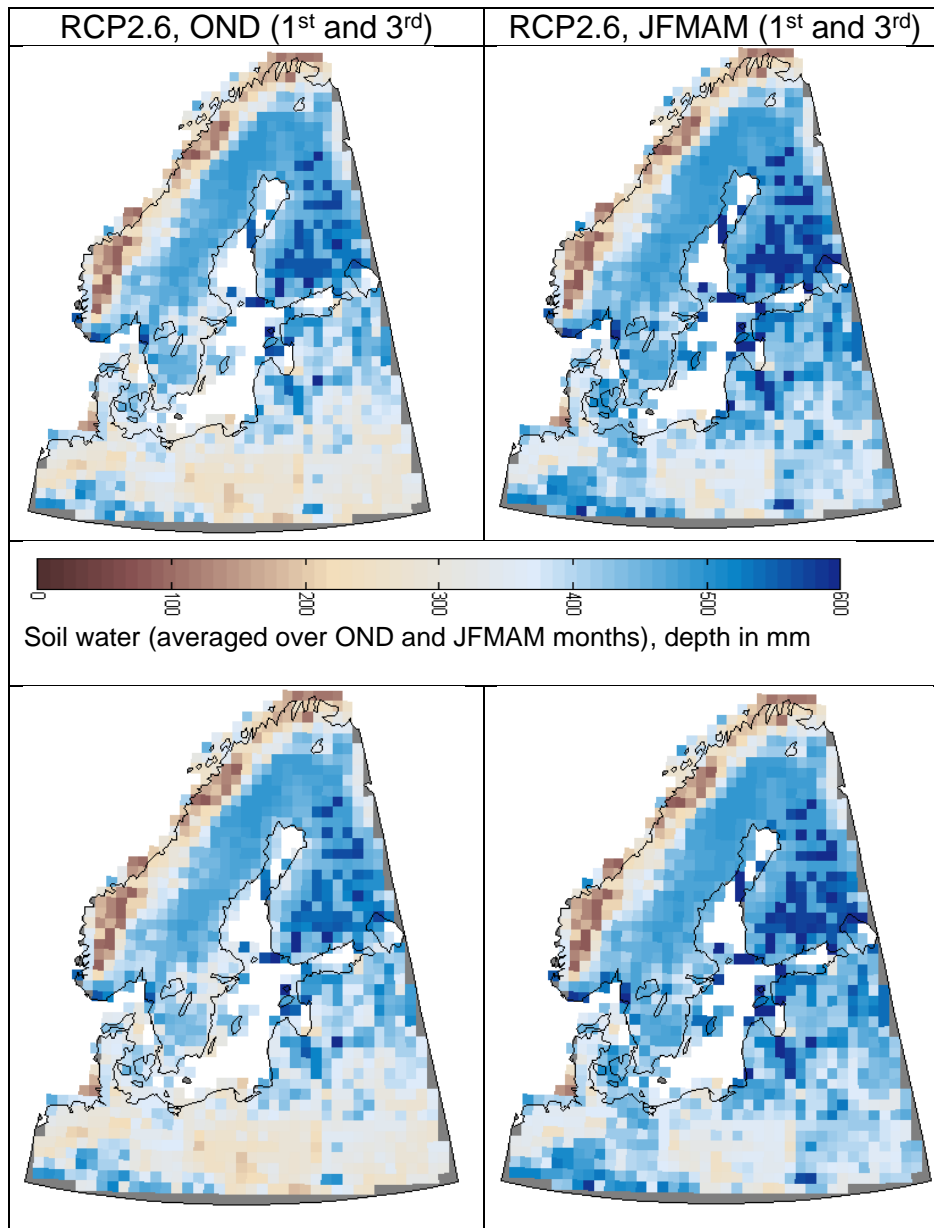 RCP2.6, OND (1st and 3rd)
RCP2.6, JFMAM (1st and 3rd)
0 100 200 300 400 500 600
Soil water (averaged over OND and JFMAM months), depth in mm